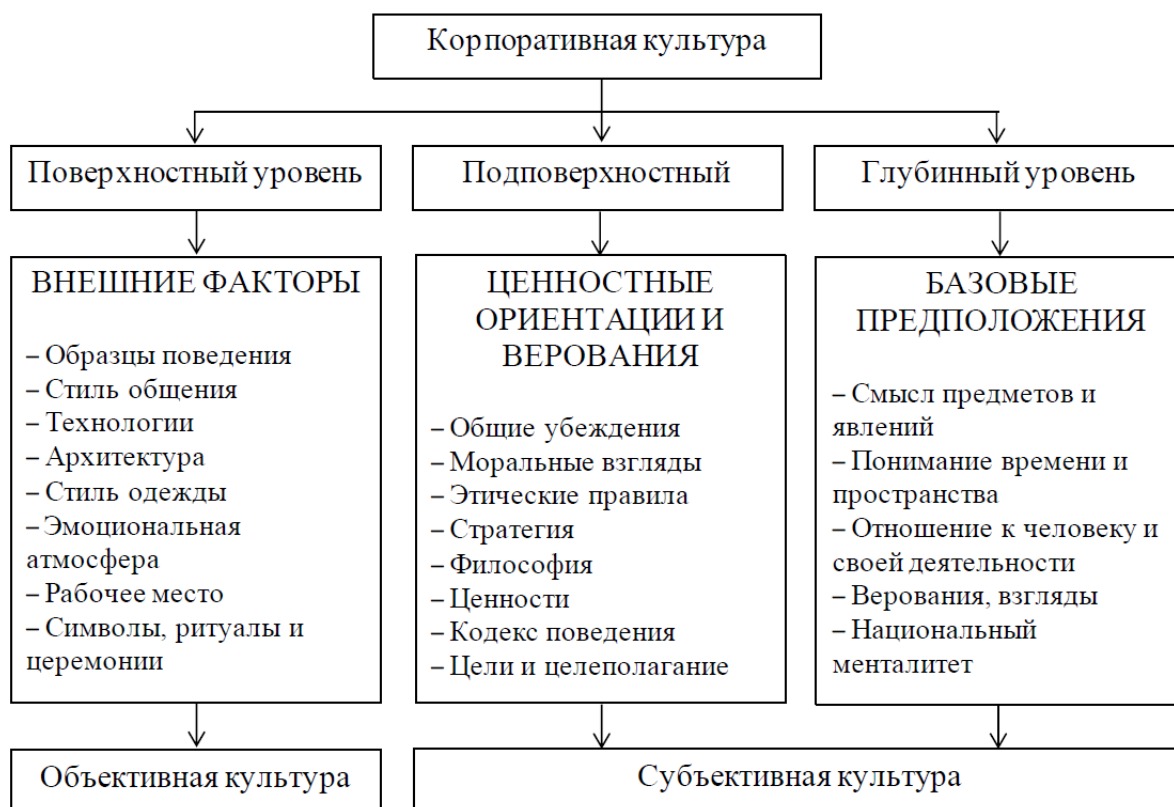 Корпоративная культура
Поверхностный уровень
Подповерхностный
Глубинный уровень
ВНЕШНИЕ ФАКТОРЫ
– Образцы поведения
– Стиль общения
– Технологии
– Архитектура
– Стиль одежды
– Эмоциональная
атмосфера
– Рабочее место
– Символы, ритуалы и
церемонии
ЦЕННОСТНЫЕ
ОРИЕНТАЦИИ И
ВЕРОВАНИЯ
– Общие убеждения
– Моральные взгляды
– Этические правила
– Стратегия
– Философия
– Ценности
– Кодекс поведения
– Цели и целеполагание
БАЗОВЫЕ
ПРЕДПОЛОЖЕНИЯ
– Смысл предметов и
явлений
– Понимание времени и
пространства
– Отношение к человеку и
своей деятельности
– Верования, взгляды
– Национальный
менталитет
Объективная культура
Субъективная культура